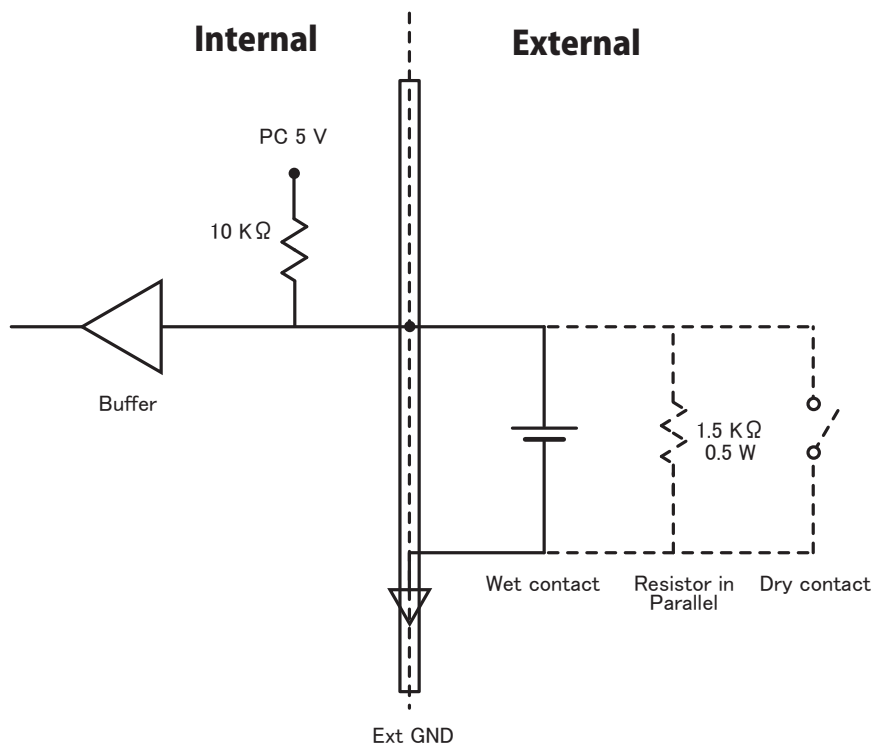 Internal
External
PC 5 V
10 KΩ
Buffer
1.5 KΩ
0.5 W
Wet contact
Resistor in
Parallel
Dry contact
Ext GND